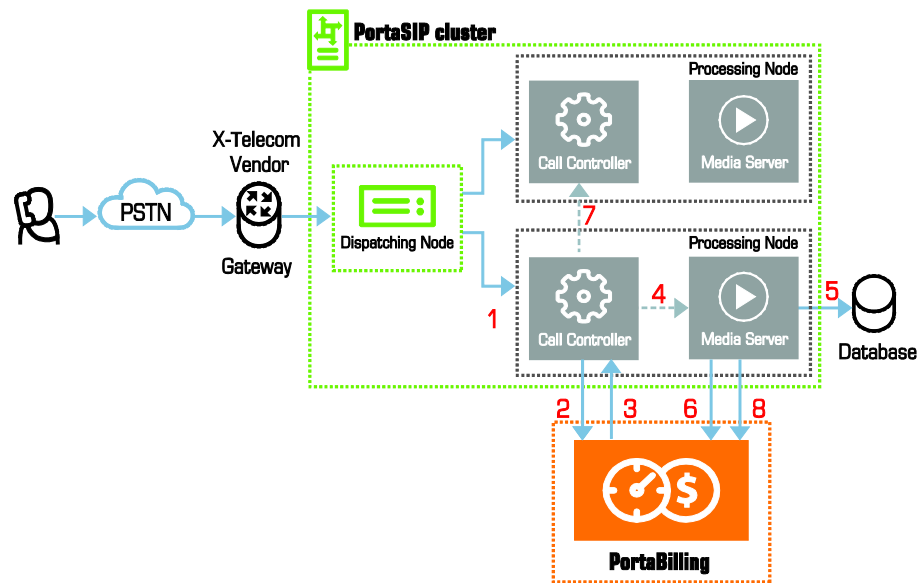 PortaSIP cluster
Processing Node
Call Controller
Media Server
X-Telecom
Vendor
PSTN
Gateway
Dispatching Node
7
Processing Node
1
4
5
Call Controller
Media Server
Database
2
3
6
8
$
PortaBilling